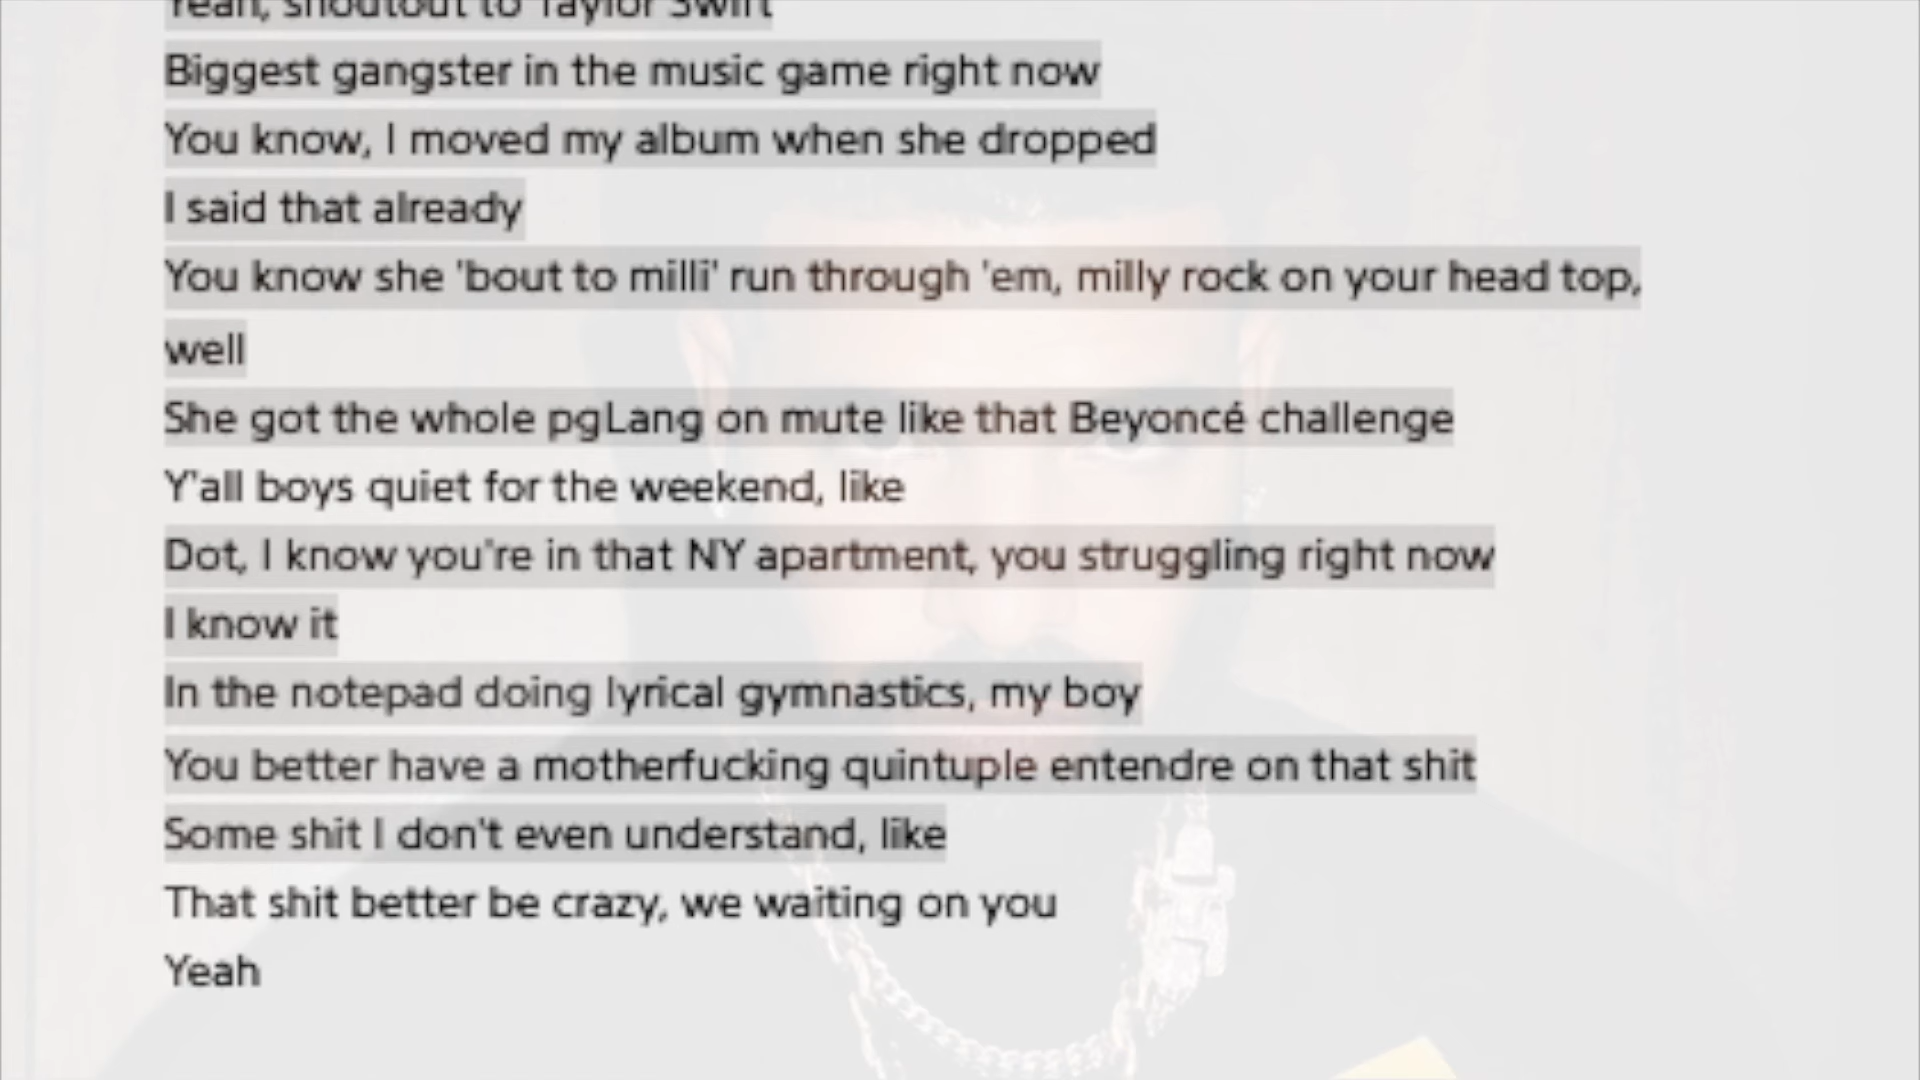 Yeah, shoutout to Taylor Swift
Biggest gangster in the music game right now
You know, I moved my album when she dropped
I said that already
You know she 'bout to milli' run through 'em, milly rock on your head top,
well
She got the whole pgLang on mute like that Beyoncé challenge
Y'all boys quiet for the weekend, like
Dot, I know you're in that NY apartment, you struggling right now
I know it
In the notepad doing lyrical gymnastics, my boy
You better have a motherfucking quintuple entendre on that shit
Some shit I don't even understand, like
That shit better be crazy, we waiting on you
Yeah